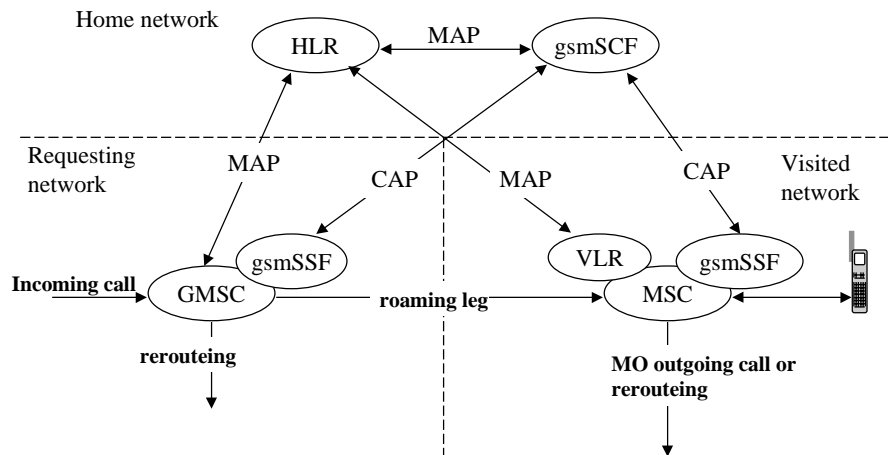 Home network
HLR
MAP
gsmSCF
Requesting
network
MAP
CAP
MAP
CAP
Visited
network
gsmSSF
VLR
gsmSSF
Incoming call
GMSC
roaming leg
MSC
rerouteing
MO outgoing call or
rerouteing